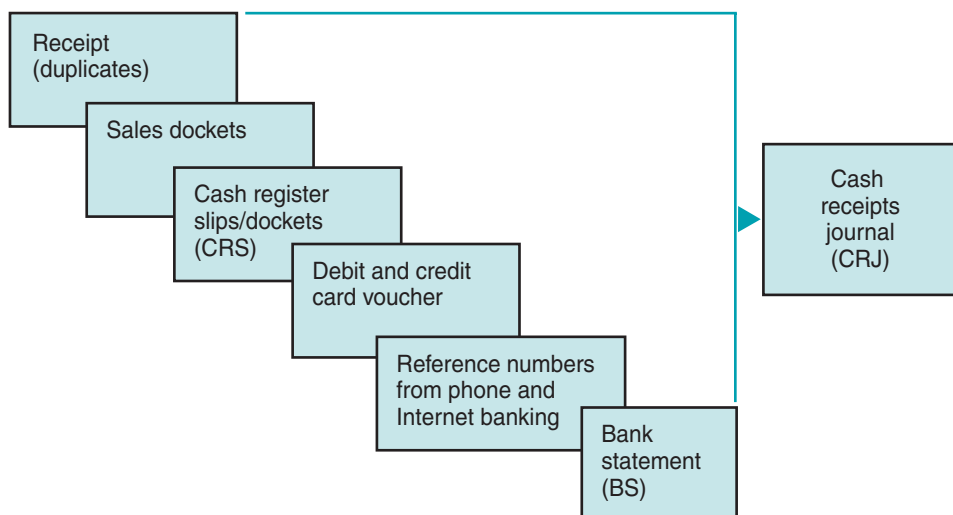 Receipt
(duplicates)
Sales dockets
Cash register
slips/dockets
(CRS)
Debit and credit
card voucher
Reference numbers
from phone and
Internet banking
Bank
statement
(BS)
Cash
receipts
journal
(CRJ)